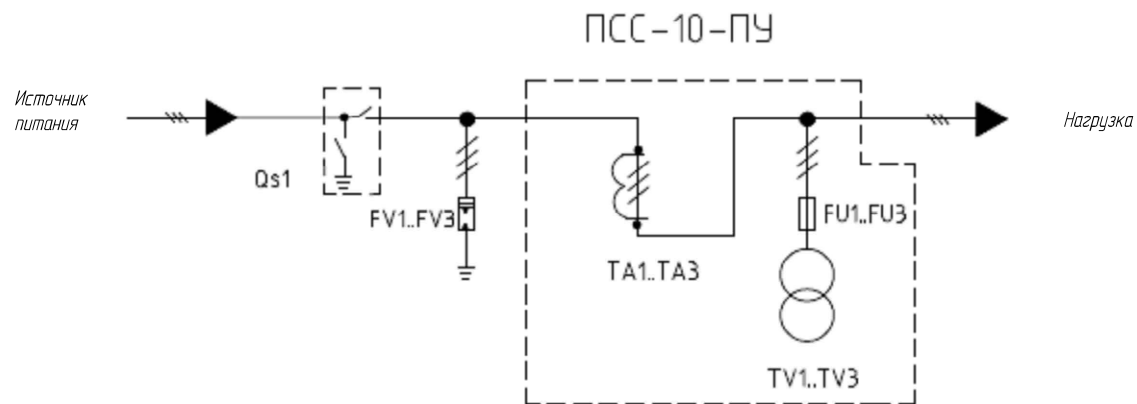 ПСС-10-ПУ
Источник
питания
Нагрузка
Qs1
FV1..FV3
FU1..FU3
TA1..TA3
TV1..TV3